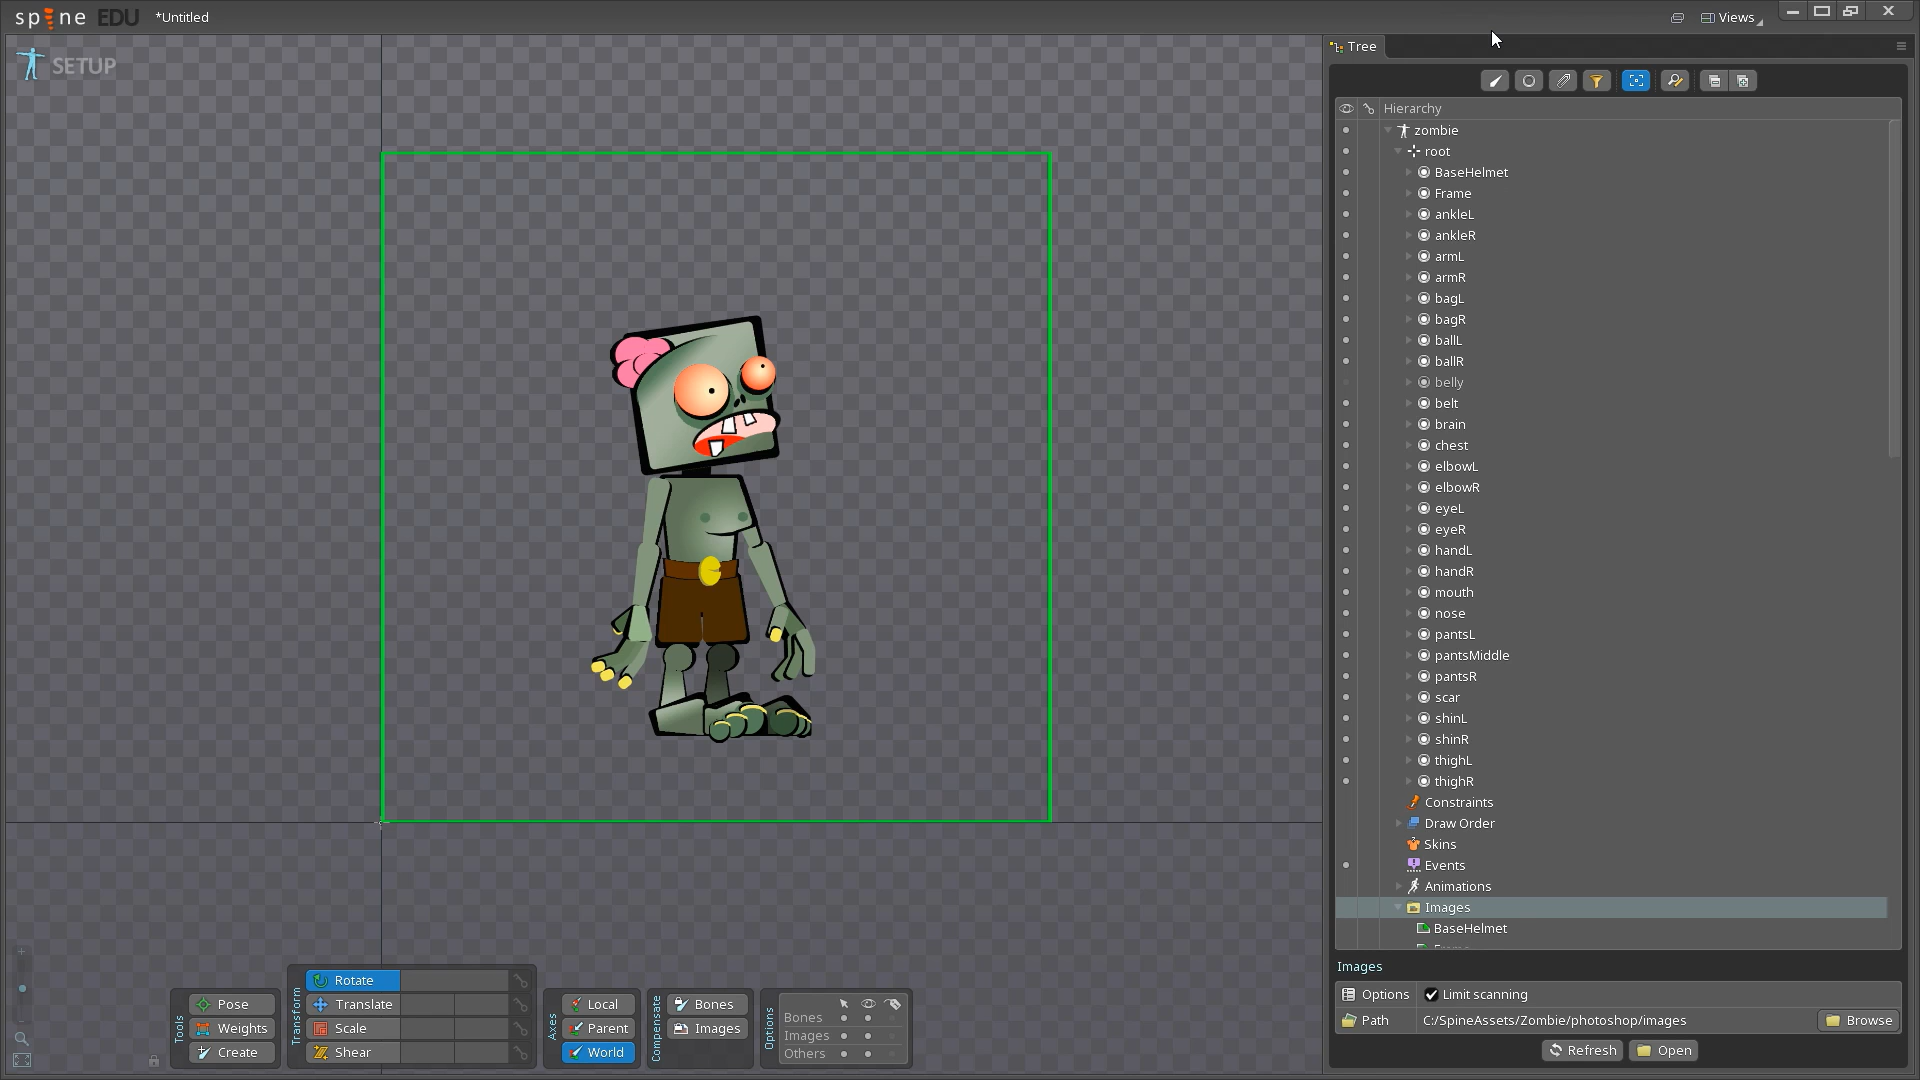 spine EDU *Untitled
Views
SETUP
Tree
Hierarchy
zombie
root
BaseHelmet
Frame
ankleL
ankleR
armL
armR
bagL
bagR
ballL
ballR
belly
belt
brain
chest
elbowL
elbowR
eyeL
eyeR
handL
handR
mouth
nose
pantsL
pantsMiddle
pantsR
scar
shinL
shinR
thighL
thighR
Constraints
Draw Order
Skins
Events
Animations
Images
BaseHelmet
Images
Options Limit scanning
Path C:/SpineAssets/Zombie/photoshop/images Browse
Refresh Open
Tools
Pose
Weights
Create
Transform
Rotate
Translate
Scale
Shear
Axes
Local
Parent
World
Compensate
Bones
Images
Options
Bones
Images
Others